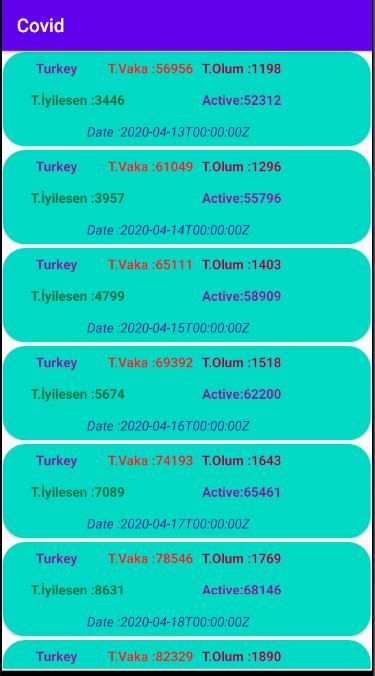 Covid
Turkey T.Vaka :56956 T.Olum :1198
T.İyilesen :3446 Active:52312
Date :2020-04-13T00:00:00Z
Turkey T.Vaka :61049 T.Olum :1296
T.İyilesen :3957 Active:55796
Date :2020-04-14T00:00:00Z
Turkey T.Vaka :65111 T.Olum :1403
T.İyilesen :4799 Active:58909
Date :2020-04-15T00:00:00Z
Turkey T.Vaka :69392 T.Olum :1518
T.İyilesen :5674 Active:62200
Date :2020-04-16T00:00:00Z
Turkey T.Vaka :74193 T.Olum :1643
T.İyilesen :7089 Active:65461
Date :2020-04-17T00:00:00Z
Turkey T.Vaka :78546 T.Olum :1769
T.İyilesen :8631 Active:68146
Date :2020-04-18T00:00:00Z
Turkey T.Vaka :82329 T.Olum :1890